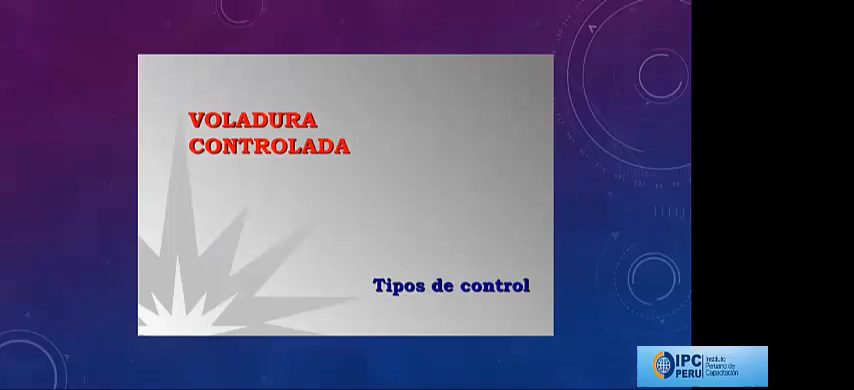 VOLADURA
CONTROLADA
Tipos de control
IPC
PERU
Instituto
Peruano de
Capacitación